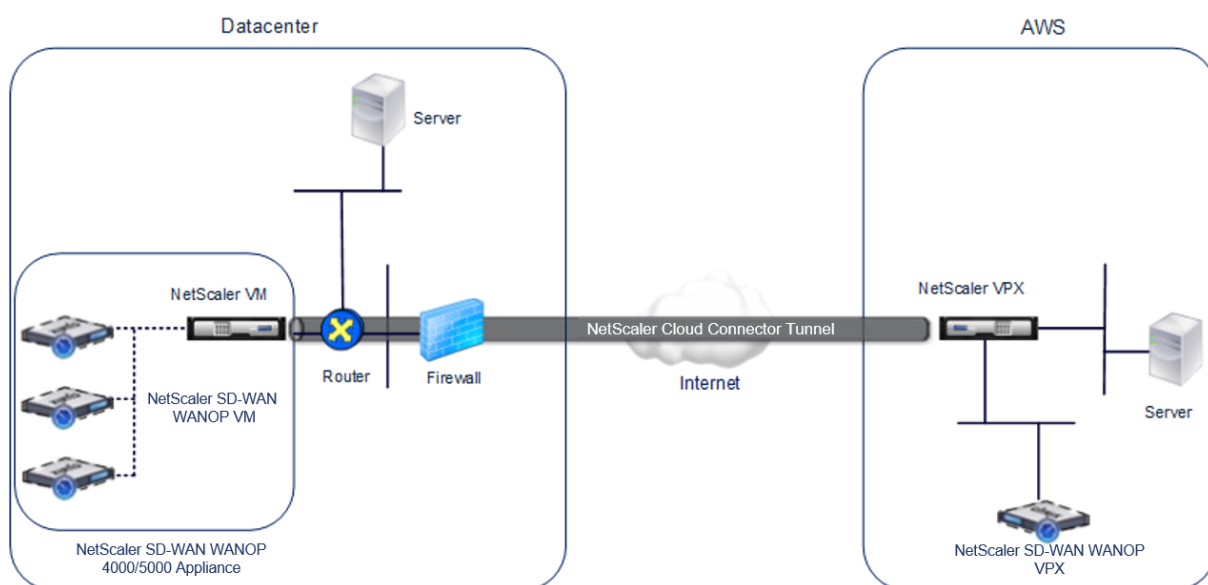 Datacenter
AWS
Server
NetScaler VM
NetScaler VPX
NetScaler Cloud Connector Tunnel
Router
Firewall
Internet
NetScaler SD-WAN
WANOP VM
Server
NetScaler SD-WAN WANOP
4000/5000 Appliance
NetScaler SD-WAN WANOP
VPX